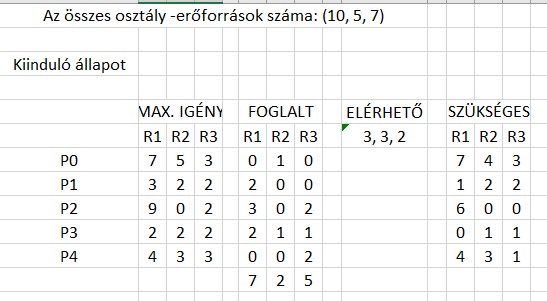 Az összes osztály -erőforrások száma: (10, 5, 7)
Kiinduló állapot
MAX. IGÉNY FOGLALT ELÉRHETŐ SZÜKSÉGES
R1 R2 R3 R1 R2 R3 3, 3, 2 R1 R2 R3
P0 7 5 3 0 1 0 7 4 3
P1 3 2 2 2 0 0 1 2 2
P2 9 0 2 3 0 2 6 0 0
P3 2 2 2 2 1 1 0 1 1
P4 4 3 3 0 0 2 4 3 1
7 2 5